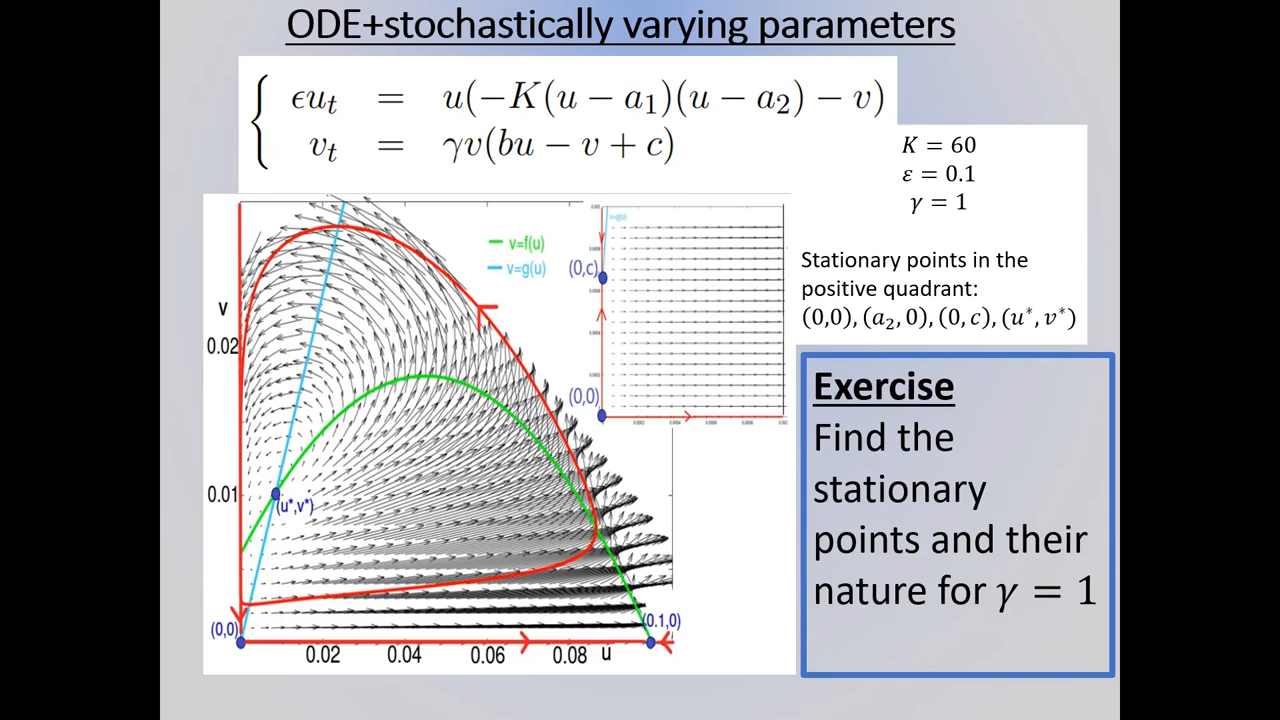 ODE+stochastically varying parameters
ϵu_t = u(−K(u − a_1)(u − a_2) − v)
v_t = γv(bu − v + c)
K = 60
ε = 0.1
γ = 1
Stationary points in the
positive quadrant:
(0,0), (a_2, 0), (0, c), (u*, v*)
Exercise
Find the
stationary
points and their
nature for γ = 1
v=f(u)
v=g(u)
v
0.02
0.01
(u*,v*)
(0,0)
(0.1,0)
0.02 0.04 0.06 0.08 u
v=g(u)
(0,c)
(0,0)